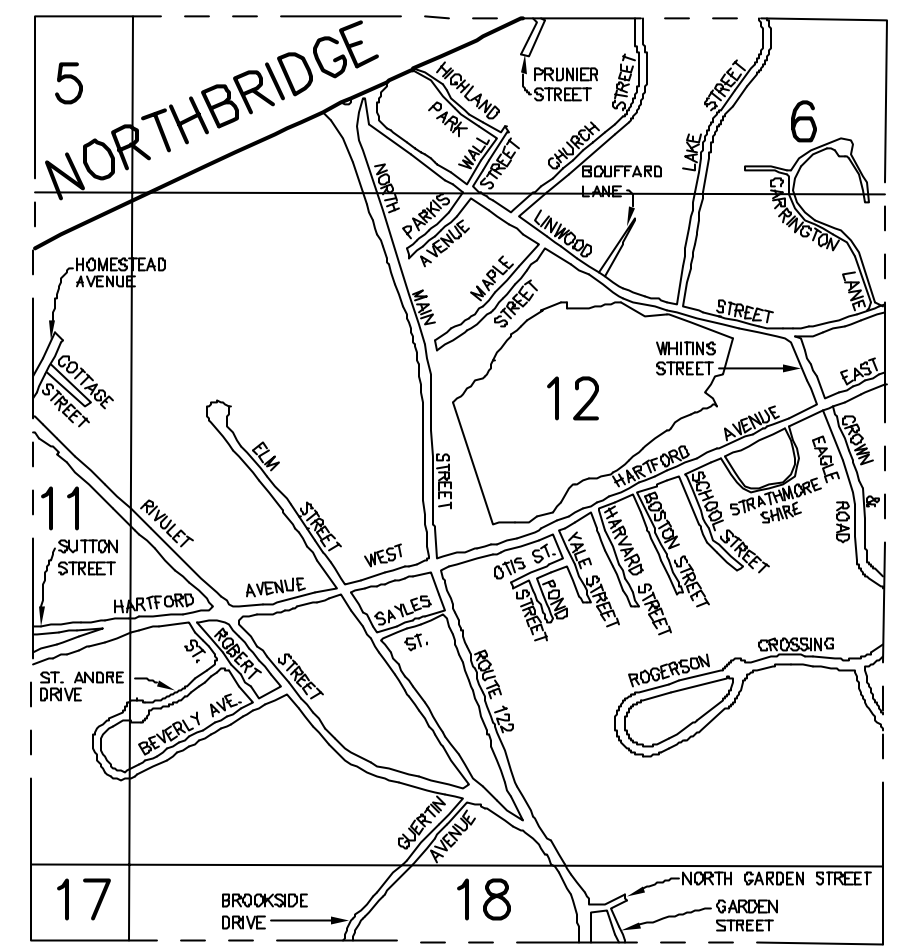 5
NORTHBRIDGE
HIGHLAND
PARK
WALL
STREET
PRUNIER
STREET
CHURCH
STREET
LAKE
STREET
6
BOUFFARD
LANE
CARRINGTON
LANE
NORTH
MAIN
STREET
PARKIS
AVENUE
MAPLE
STREET
LINWOOD
STREET
HOMESTEAD
AVENUE
COTTAGE
STREET
WHITINS
STREET
12
EAST
HARTFORD
AVENUE
CROWN
&
EAGLE
ROAD
ELM
STREET
11
RIVULET
STREET
SUTTON
STREET
HARTFORD
AVENUE
WEST
STRATHMORE
SHIRE
SCHOOL STREET
BOSTON STREET
HARVARD STREET
YALE STREET
OTIS ST.
POND
STREET
SAYLES
ST.
ROBERT
ST.
ST. ANDRE
DRIVE
BEVERLY AVE.
ROUTE 122
ROGERSON
CROSSING
GUERTIN
AVENUE
17
18
BROOKSIDE
DRIVE
NORTH GARDEN STREET
GARDEN
STREET